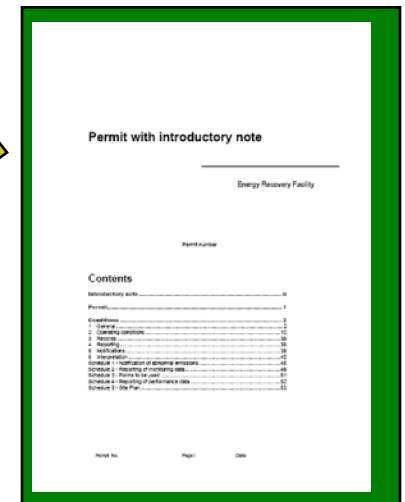 Permit with introductory note
Energy Recovery Facility
Permit number
Contents
Introductory note
Permit
Conditions
1 General
2 Operating conditions
3 Records
4 Reporting
5 Notifications
6 Interpretation
Schedule 1 - Notification of abnormal emissions
Schedule 2 - Reporting of monitoring data
Schedule 3 - Forms to be used
Schedule 4 - Reporting of performance data
Schedule 5 - Site Plan
Permit No. Page i Date